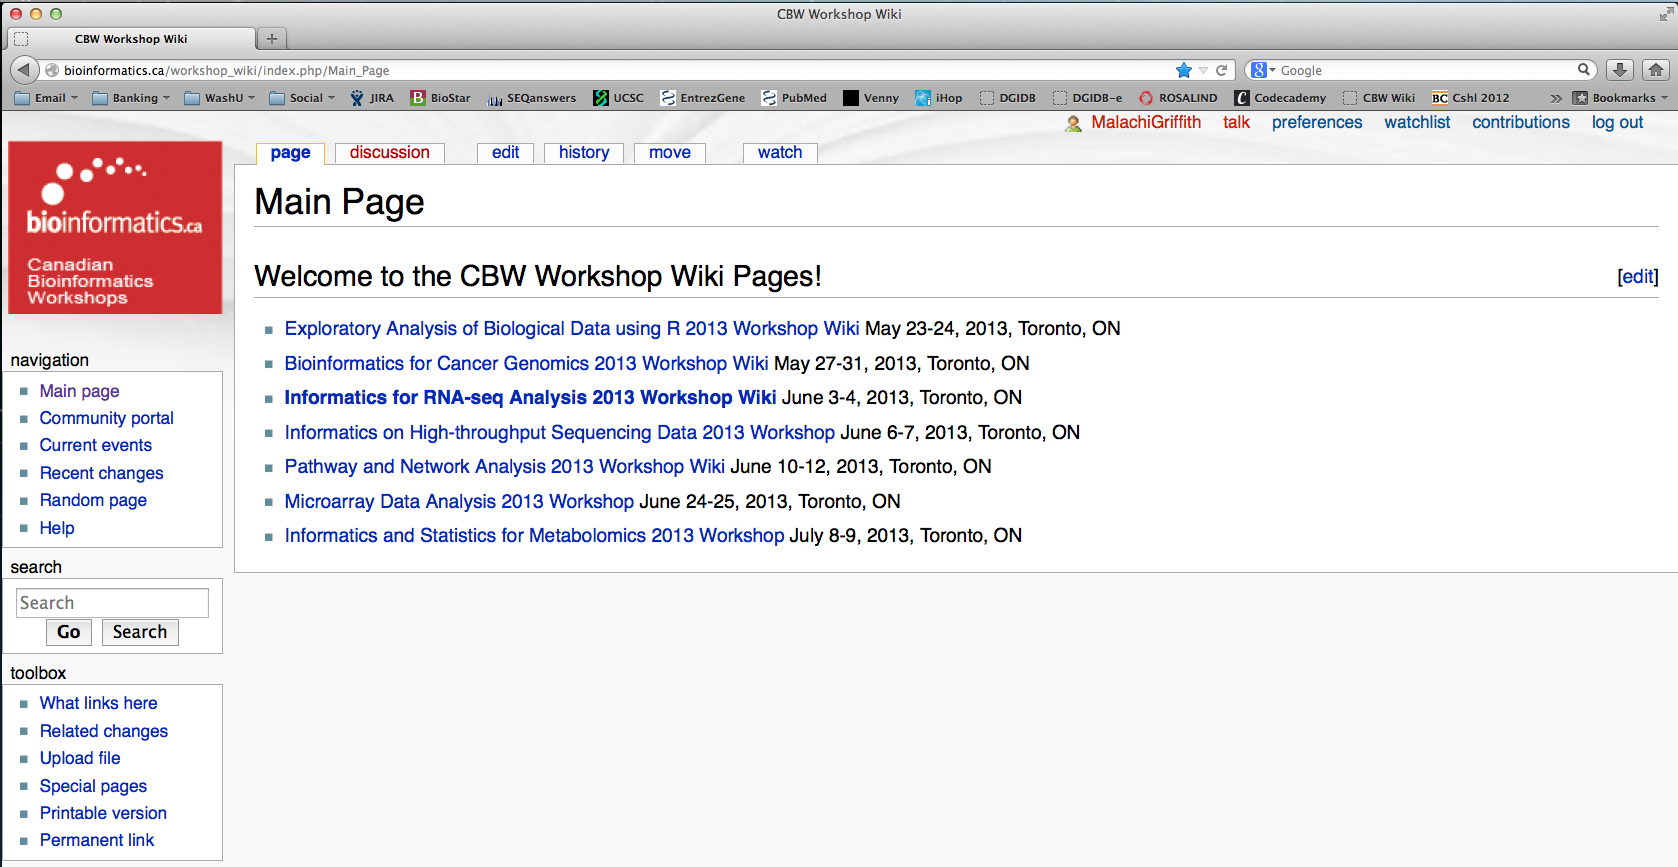 CBW Workshop Wiki
CBW Workshop Wiki
bioinformatics.ca/workshop_wiki/index.php/Main_Page
Google
Email Banking WashU Social JIRA BioStar SEQanswers UCSC EntrezGene PubMed Venny iHop DGIDB DGIDB-e ROSALIND Codecademy CBW Wiki BC Cshl 2012 » Bookmarks
MalachiGriffith talk preferences watchlist contributions log out
page discussion edit history move watch
bioinformatics.ca
Canadian
Bioinformatics
Workshops
Main Page
Welcome to the CBW Workshop Wiki Pages! [edit]
Exploratory Analysis of Biological Data using R 2013 Workshop Wiki May 23-24, 2013, Toronto, ON
Bioinformatics for Cancer Genomics 2013 Workshop Wiki May 27-31, 2013, Toronto, ON
Informatics for RNA-seq Analysis 2013 Workshop Wiki June 3-4, 2013, Toronto, ON
Informatics on High-throughput Sequencing Data 2013 Workshop June 6-7, 2013, Toronto, ON
Pathway and Network Analysis 2013 Workshop Wiki June 10-12, 2013, Toronto, ON
Microarray Data Analysis 2013 Workshop June 24-25, 2013, Toronto, ON
Informatics and Statistics for Metabolomics 2013 Workshop July 8-9, 2013, Toronto, ON
navigation
Main page
Community portal
Current events
Recent changes
Random page
Help
search
Search
Go Search
toolbox
What links here
Related changes
Upload file
Special pages
Printable version
Permanent link